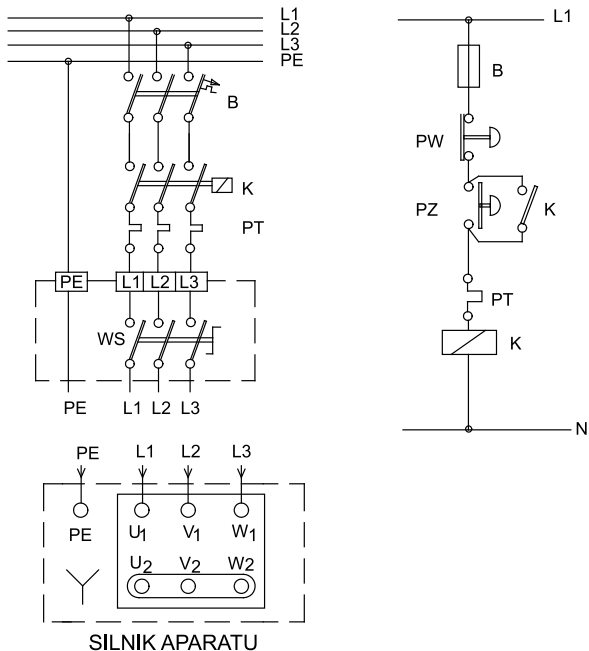 L1
L2
L3
PE
B
K
PT
PE L1 L2 L3
WS
PE L1 L2 L3
PE L1 L2 L3
PE U1 V1 W1
U2 V2 W2
SILNIK APARATU
L1
B
PW
PZ K
PT
K
N